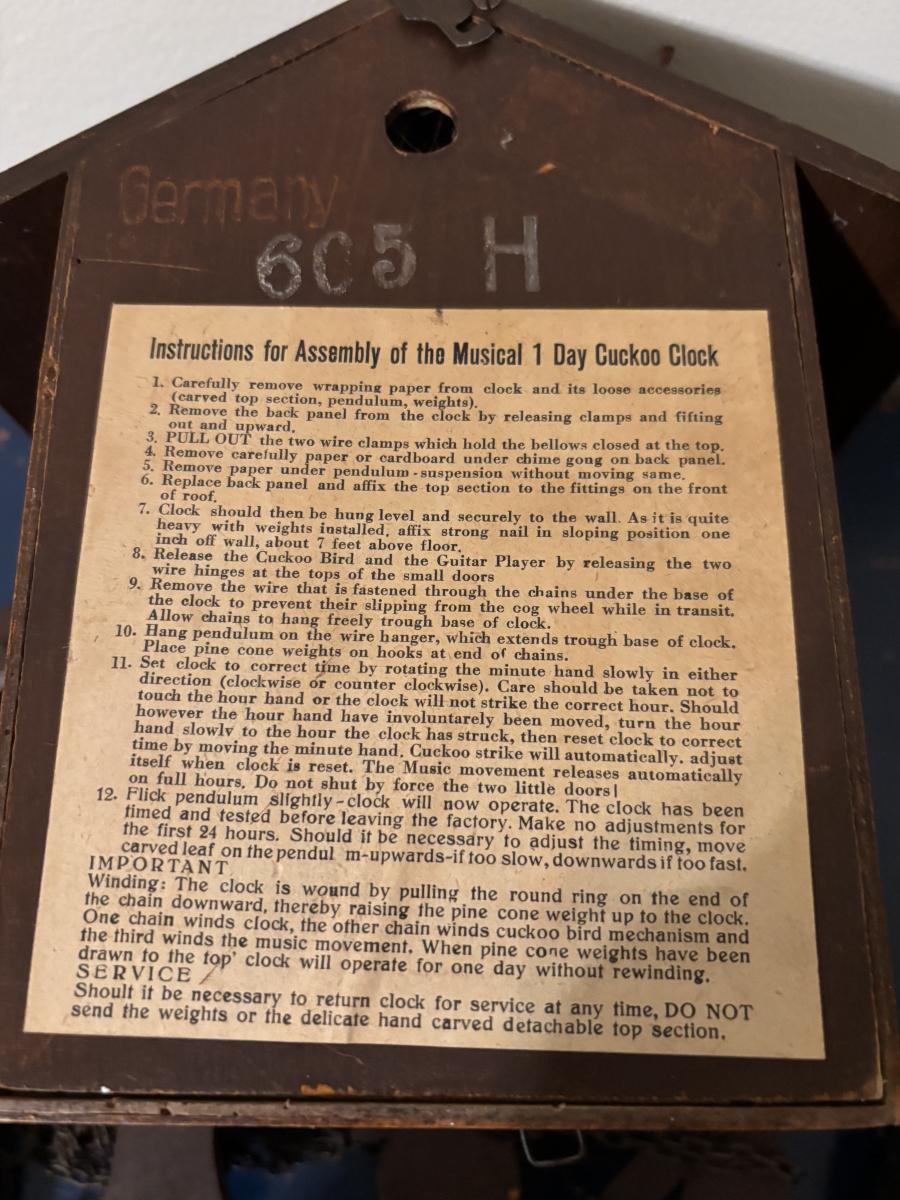 Germany
6C5 H
Instructions for Assembly of the Musical 1 Day Cuckoo Clock
1. Carefully remove wrapping paper from clock and its loose accessories
(carved top section, pendulum, weights).
2. Remove the back panel from the clock by releasing clamps and fifting
out and upward.
3. PULL OUT the two wire clamps which hold the bellows closed at the top.
4. Remove carefully paper or cardboard under chime gong on back panel.
5. Remove paper under pendulum-suspension without moving same.
6. Replace back panel and affix the top section to the fittings on the front
of roof.
7. Clock should then be hung level and securely to the wall. As it is quite
heavy with weights installed, affix strong nail in sloping position one
inch off wall, about 7 feet above floor.
8. Release the Cuckoo Bird and the Guitar Player by releasing the two
wire hinges at the tops of the small doors
9. Remove the wire that is fastened through the chains under the base of
the clock to prevent their slipping from the cog wheel while in transit.
Allow chains to hang freely trough base of clock.
10. Hang pendulum on the wire hanger, which extends trough base of clock.
Place pine cone weights on hooks at end of chains.
11. Set clock to correct time by rotating the minute hand slowly in either
direction (clockwise or counter clockwise). Care should be taken not to
touch the hour hand or the clock will not strike the correct hour. Should
however the hour hand have involuntarely been moved, turn the hour
hand slowly to the hour the clock has struck, then reset clock to correct
time by moving the minute hand. Cuckoo strike will automatically. adjust
itself when clock is reset. The Music movement releases automatically
on full hours. Do not shut by force the two little doors|
12. Flick pendulum slightly-clock will now operate. The clock has been
timed and tested before leaving the factory. Make no adjustments for
the first 24 hours. Should it be necessary to adjust the timing, move
carved leaf on the pendul m-upwards-if too slow, downwards if too fast.
IMPORTANT
Winding: The clock is wound by pulling the round ring on the end of
the chain downward, thereby raising the pine cone weight up to the clock.
One chain winds clock, the other chain winds cuckoo bird mechanism and
the third winds the music movement. When pine cone weights have been
drawn to the top' clock will operate for one day without rewinding.
SERVICE
Shoult it be necessary to return clock for service at any time, DO NOT
send the weights or the delicate hand carved detachable top section.